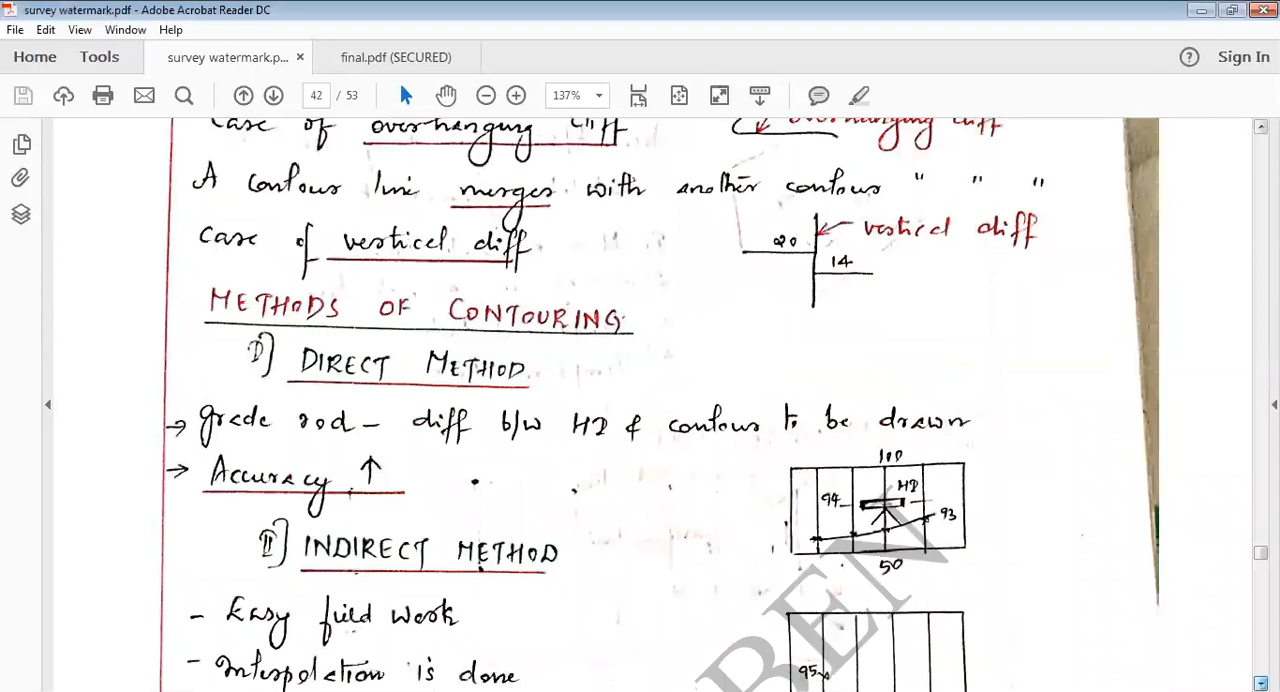 survey watermark.pdf - Adobe Acrobat Reader DC
File Edit View Window Help
Home Tools survey watermark.p... × final.pdf (SECURED) ? Sign In
42 / 53 137%
case of overhanging cliff overhanging cliff
A contour line merges with another contour " " "
case of vertical cliff 20 vertical cliff
14
METHODS OF CONTOURING
I] DIRECT METHOD
→ Grade rod - diff b/w HI & contour to be drawn
100
→ Accuracy ↑ 94 HI 93
II] INDIRECT METHOD
50
- Easy field work
- Interpolation is done 95